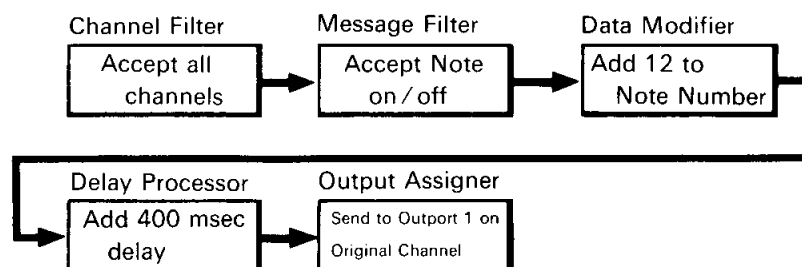 Channel Filter
Accept all
channels
Message Filter
Accept Note
on / off
Data Modifier
Add 12 to
Note Number
Delay Processor
Add 400 msec
delay
Output Assigner
Send to Outport 1 on
Original Channel